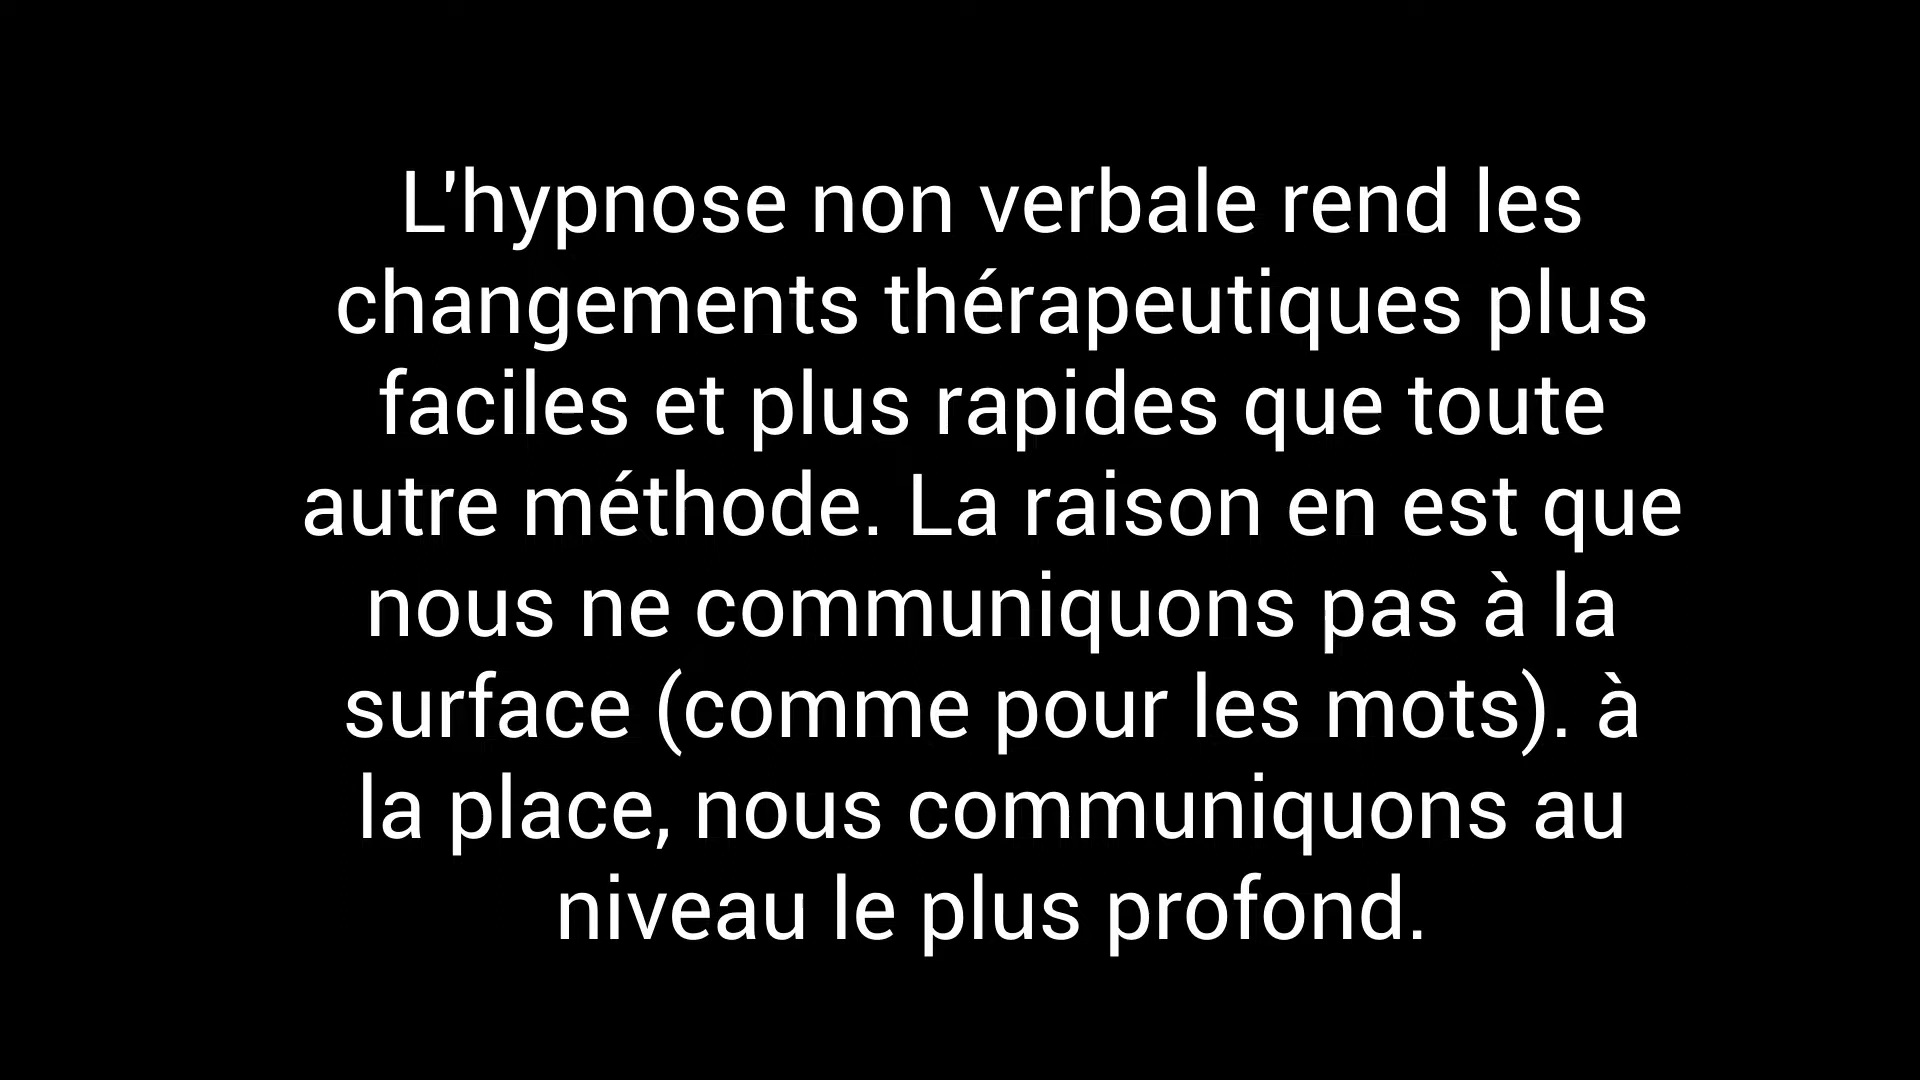 L'hypnose non verbale rend les
changements thérapeutiques plus
faciles et plus rapides que toute
autre méthode. La raison en est que
nous ne communiquons pas à la
surface (comme pour les mots). à
la place, nous communiquons au
niveau le plus profond.